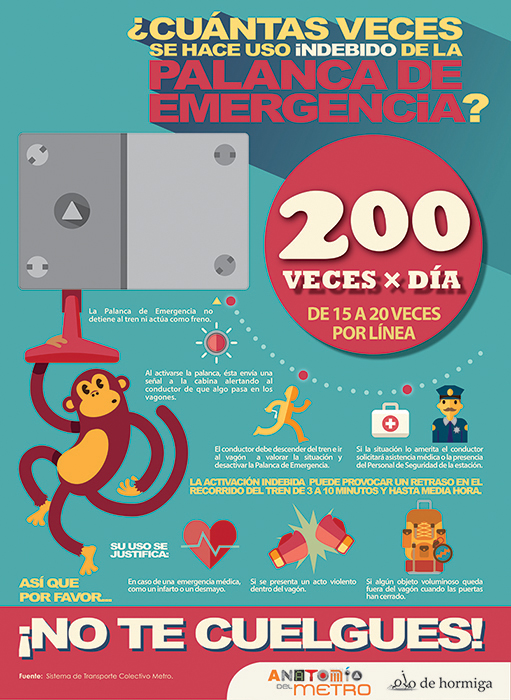 ¿CUÁNTAS VECES
SE HACE USO iNDEBIDO DE LA
PALANCA DE
EMERGENCiA?
200
VECES × DÍA
DE 15 A 20 VECES
POR LÍNEA
La Palanca de Emergencia no
detiene al tren ni actúa como freno.
Al activarse la palanca, ésta envía una
señal a la cabina alertando al
conductor de que algo pasa en los
vagones.
El conductor debe descender del tren e ir
al vagón a valorar la situación y
desactivar la Palanca de Emergencia.
Si la situación lo amerita el conductor
solicitará asistencia médica o la presencia
del Personal de Seguridad de la estación.
LA ACTIVACIÓN INDEBIDA PUEDE PROVOCAR UN RETRASO EN EL
RECORRIDO DEL TREN DE 3 A 10 MINUTOS Y HASTA MEDIA HORA.
SU USO SE
JUSTIFICA:
En caso de una emergencia médica,
como un infarto o un desmayo.
Si se presenta un acto violento
dentro del vagón.
Si algún objeto voluminoso queda
fuera del vagón cuando las puertas
han cerrado.
ASÍ QUE
POR FAVOR...
¡NO TE CUELGUES!
Fuente: Sistema de Transporte Colectivo Metro.
ANATOMÍA
DEL METRO
ojo de hormiga